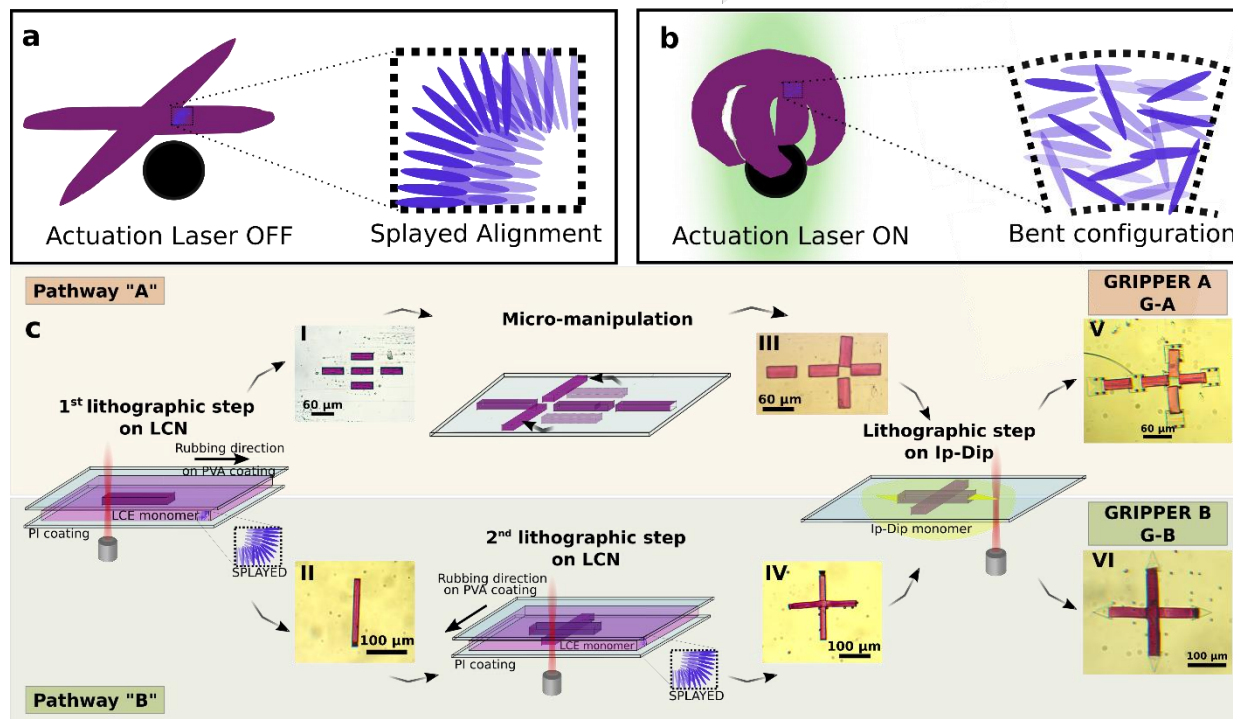 a
Actuation Laser OFF
Splayed Alignment
b
Actuation Laser ON
Bent configuration
Pathway "A"
c
I
60 µm
Micro-manipulation
III
60 µm
GRIPPER A
G-A
V
60 µm
1st lithographic step
on LCN
Rubbing direction
on PVA coating
LCE monomer
PI coating
SPLAYED
Lithographic step
on Ip-Dip
Ip-Dip monomer
II
100 µm
2nd lithographic step
on LCN
Rubbing direction
on PVA coating
LCE monomer
PI coating
SPLAYED
IV
100 µm
GRIPPER B
G-B
VI
100 µm
Pathway "B"